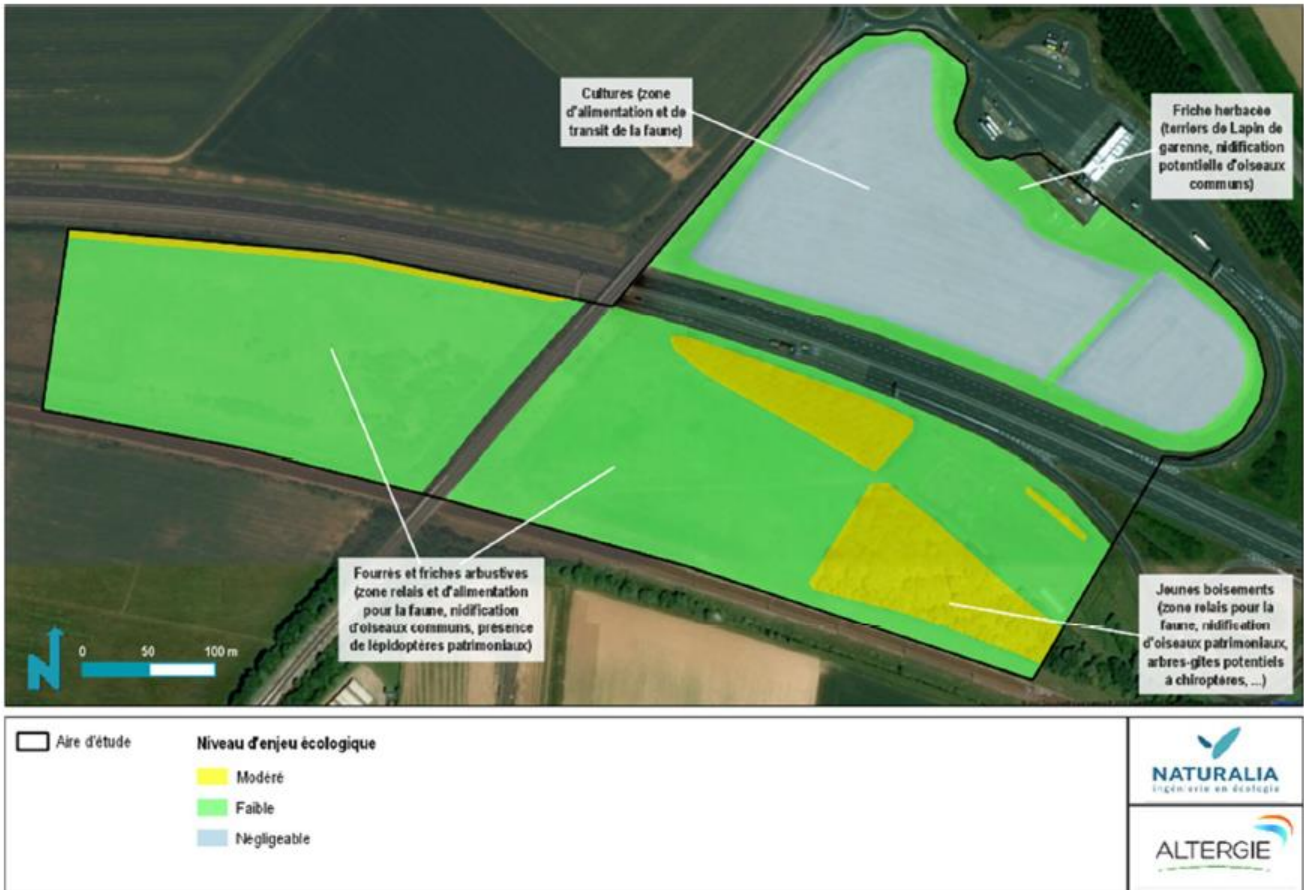 Cultures (zone
d'alimentation et de
transit de la faune)
Friche herbacée
(terriers de Lapin de
garenne, nidification
potentielle d'oiseaux
communs)
Fourrés et friches arbustives
(zone relais et d'alimentation
pour la faune, nidification
d'oiseaux communs, présence
de lépidoptères patrimoniaux)
Jeunes boisements
(zone relais pour la
faune, nidification
d'oiseaux patrimoniaux,
arbres-gîtes potentiels
à chiroptères, ...)
N
0 50 100 m
Aire d'étude
Niveau d'enjeu écologique
Modéré
Faible
Négligeable
NATURALIA
Ingénierie en écologie
ALTERGIE